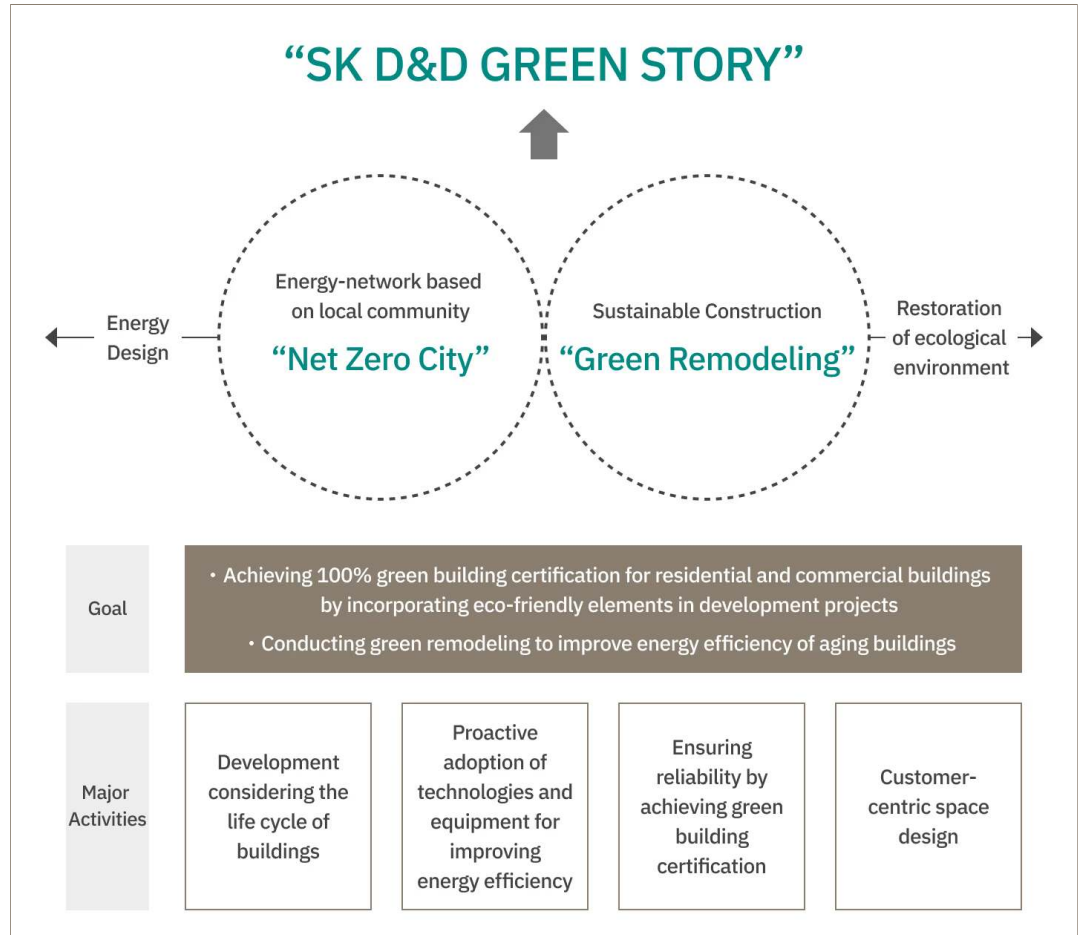 “SK D&D GREEN STORY”
Energy
Design
Energy-network based
on local community
“Net Zero City”
Sustainable Construction
“Green Remodeling”
Restoration
of ecological
environment
Goal
・Achieving 100% green building certification for residential and commercial buildings
by incorporating eco-friendly elements in development projects
・Conducting green remodeling to improve energy efficiency of aging buildings
Major
Activities
Development
considering the
life cycle of
buildings
Proactive
adoption of
technologies and
equipment for
improving
energy efficiency
Ensuring
reliability by
achieving green
building
certification
Customer-
centric space
design